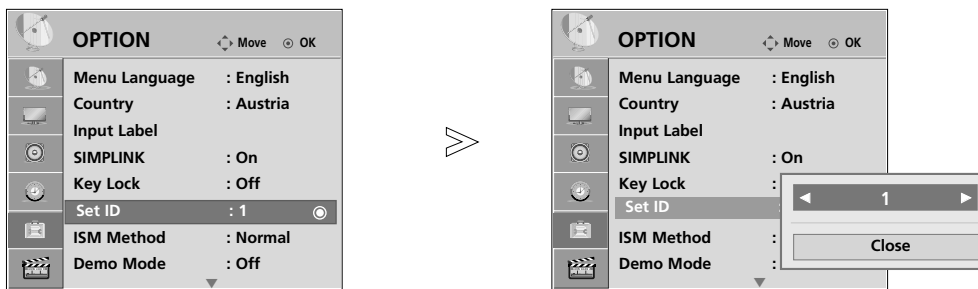 OPTION Move OK
Menu Language : English
Country : Austria
Input Label
SIMPLINK : On
Key Lock : Off
Set ID : 1
ISM Method : Normal
Demo Mode : Off
OPTION Move OK
Menu Language : English
Country : Austria
Input Label
SIMPLINK : On
Key Lock :
Set ID
ISM Method :
Demo Mode :
1
Close